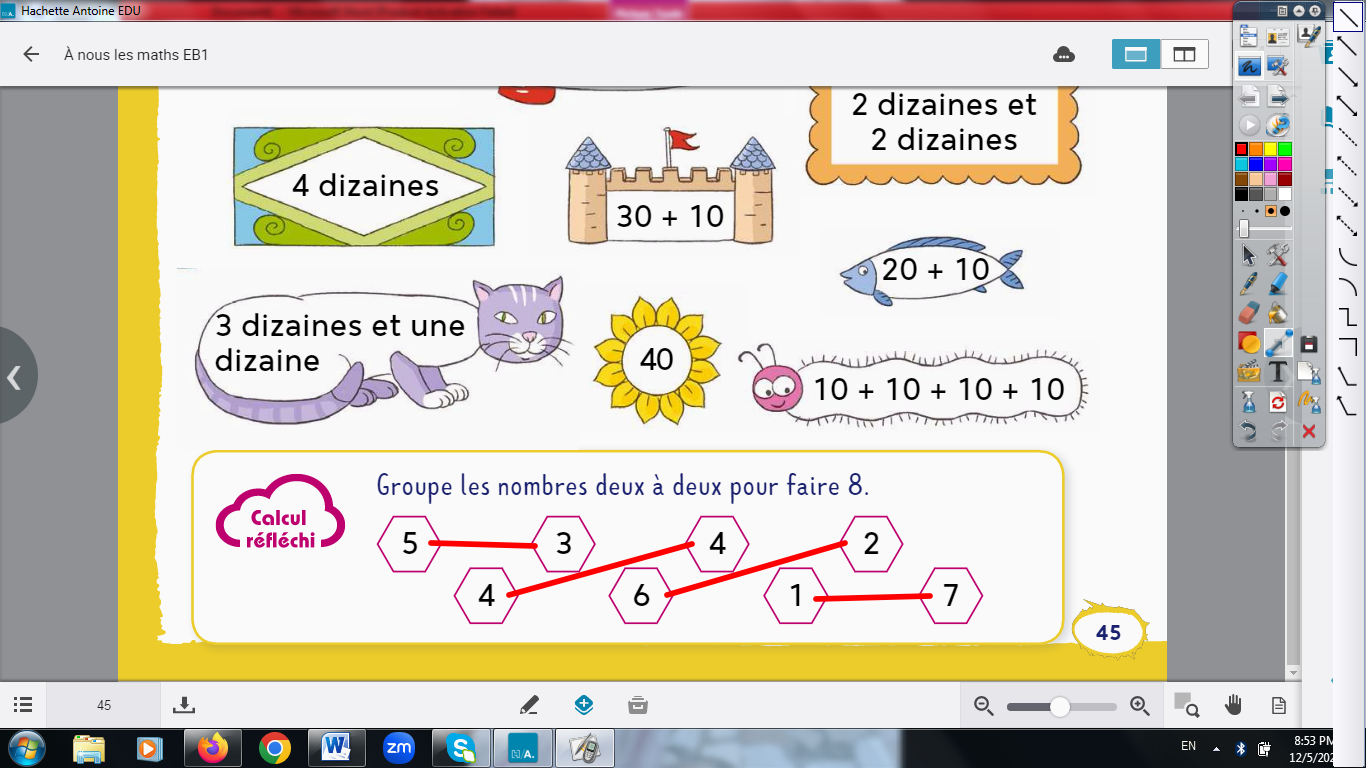 Hachette Antoine EDU
À nous les maths EB1
2 dizaines et
2 dizaines
4 dizaines
30 + 10
20 + 10
3 dizaines et une
dizaine
40
10 + 10 + 10 + 10
Calcul
réfléchi
Groupe les nombres deux à deux pour faire 8.
5 3 4 2
4 6 1 7
45
45
EN
8:53 PM